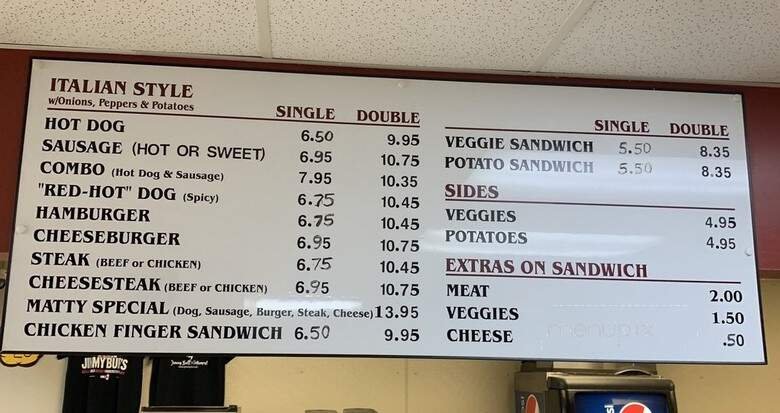 ITALIAN STYLE
w/Onions, Peppers & Potatoes
SINGLE DOUBLE
HOT DOG 6.50 9.95
SAUSAGE (HOT OR SWEET) 6.95 10.75
COMBO (Hot Dog & Sausage) 7.95 10.35
"RED-HOT" DOG (Spicy) 6.75 10.45
HAMBURGER 6.75 10.45
CHEESEBURGER 6.95 10.75
STEAK (BEEF or CHICKEN) 6.75 10.45
CHEESESTEAK (BEEF or CHICKEN) 6.95 10.75
MATTY SPECIAL (Dog, Sausage, Burger, Steak, Cheese) 13.95
CHICKEN FINGER SANDWICH 6.50 9.95
SINGLE DOUBLE
VEGGIE SANDWICH 5.50 8.35
POTATO SANDWICH 5.50 8.35
SIDES
VEGGIES 4.95
POTATOES 4.95
EXTRAS ON SANDWICH
MEAT 2.00
VEGGIES 1.50
CHEESE .50
menupix
JIMMY BUFF'S